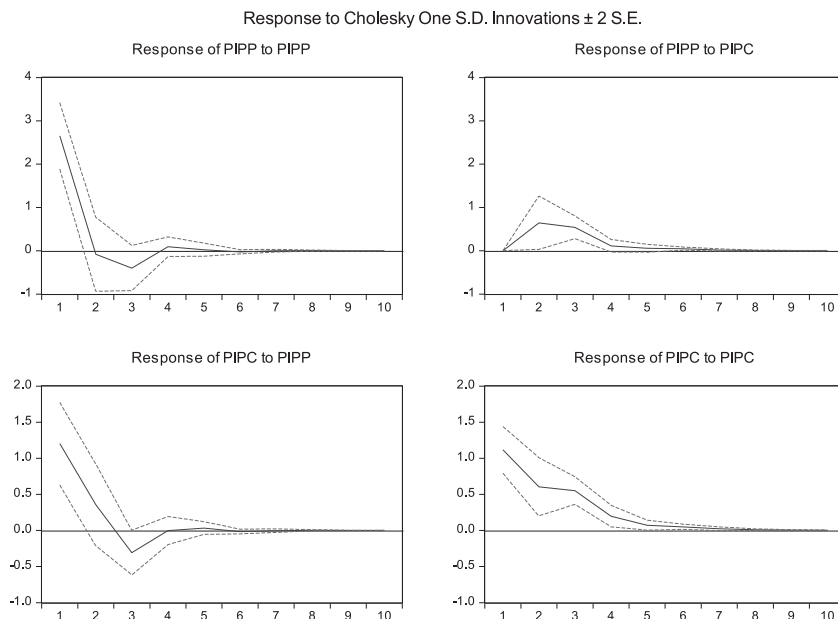 Response to Cholesky One S.D. Innovations ± 2 S.E.
Response of PIPP to PIPP
4
3
2
1
0
-1
1 2 3 4 5 6 7 8 9 10
Response of PIPP to PIPC
4
3
2
1
0
-1
1 2 3 4 5 6 7 8 9 10
Response of PIPC to PIPP
2.0
1.5
1.0
0.5
0.0
-0.5
-1.0
1 2 3 4 5 6 7 8 9 10
Response of PIPC to PIPC
2.0
1.5
1.0
0.5
0.0
-0.5
-1.0
1 2 3 4 5 6 7 8 9 10